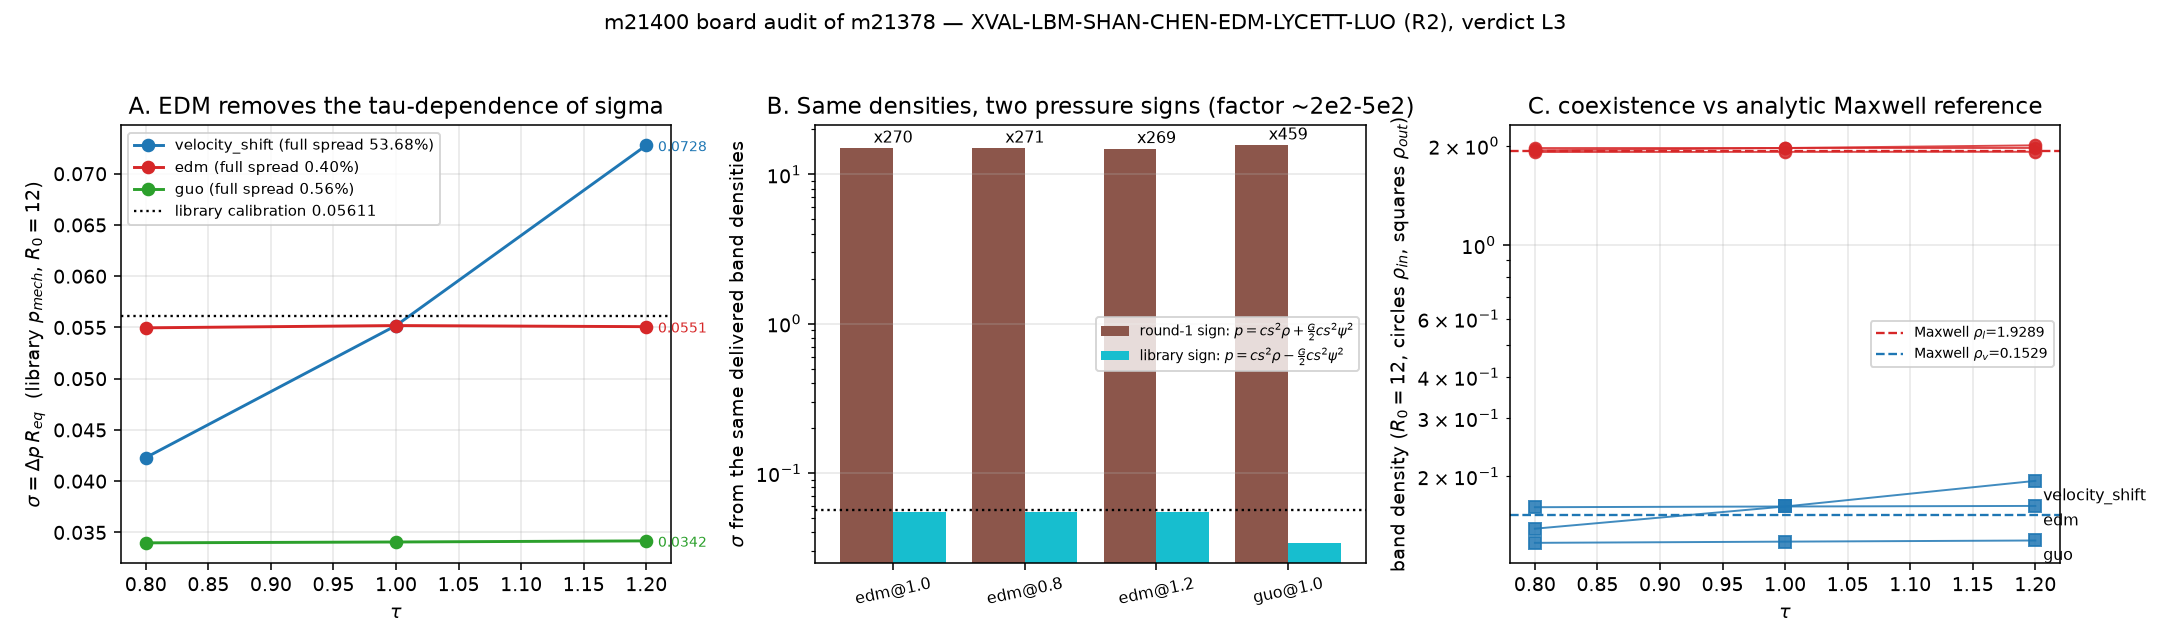 m21400 board audit of m21378 — XVAL-LBM-SHAN-CHEN-EDM-LYCETT-LUO (R2), verdict L3
A. EDM removes the tau-dependence of sigma
σ = Δp R_eq (library p_mech, R_0 = 12)
0.070
0.065
0.060
0.055
0.050
0.045
0.040
0.035
velocity_shift (full spread 53.68%)
edm (full spread 0.40%)
guo (full spread 0.56%)
library calibration 0.05611
0.0728
0.0551
0.0342
0.80 0.85 0.90 0.95 1.00 1.05 1.10 1.15 1.20
τ
B. Same densities, two pressure signs (factor ~2e2-5e2)
σ from the same delivered band densities
10^1
10^0
10^−1
x270 x271 x269 x459
round-1 sign: p = cs²ρ + G/2 cs²ψ²
library sign: p = cs²ρ − G/2 cs²ψ²
edm@1.0 edm@0.8 edm@1.2 guo@1.0
C. coexistence vs analytic Maxwell reference
band density (R_0 = 12, circles ρ_in, squares ρ_out)
2 × 10^0
10^0
6 × 10^−1
4 × 10^−1
3 × 10^−1
2 × 10^−1
Maxwell ρ_l=1.9289
Maxwell ρ_v=0.1529
velocity_shift
edm
guo
0.80 0.85 0.90 0.95 1.00 1.05 1.10 1.15 1.20
τ